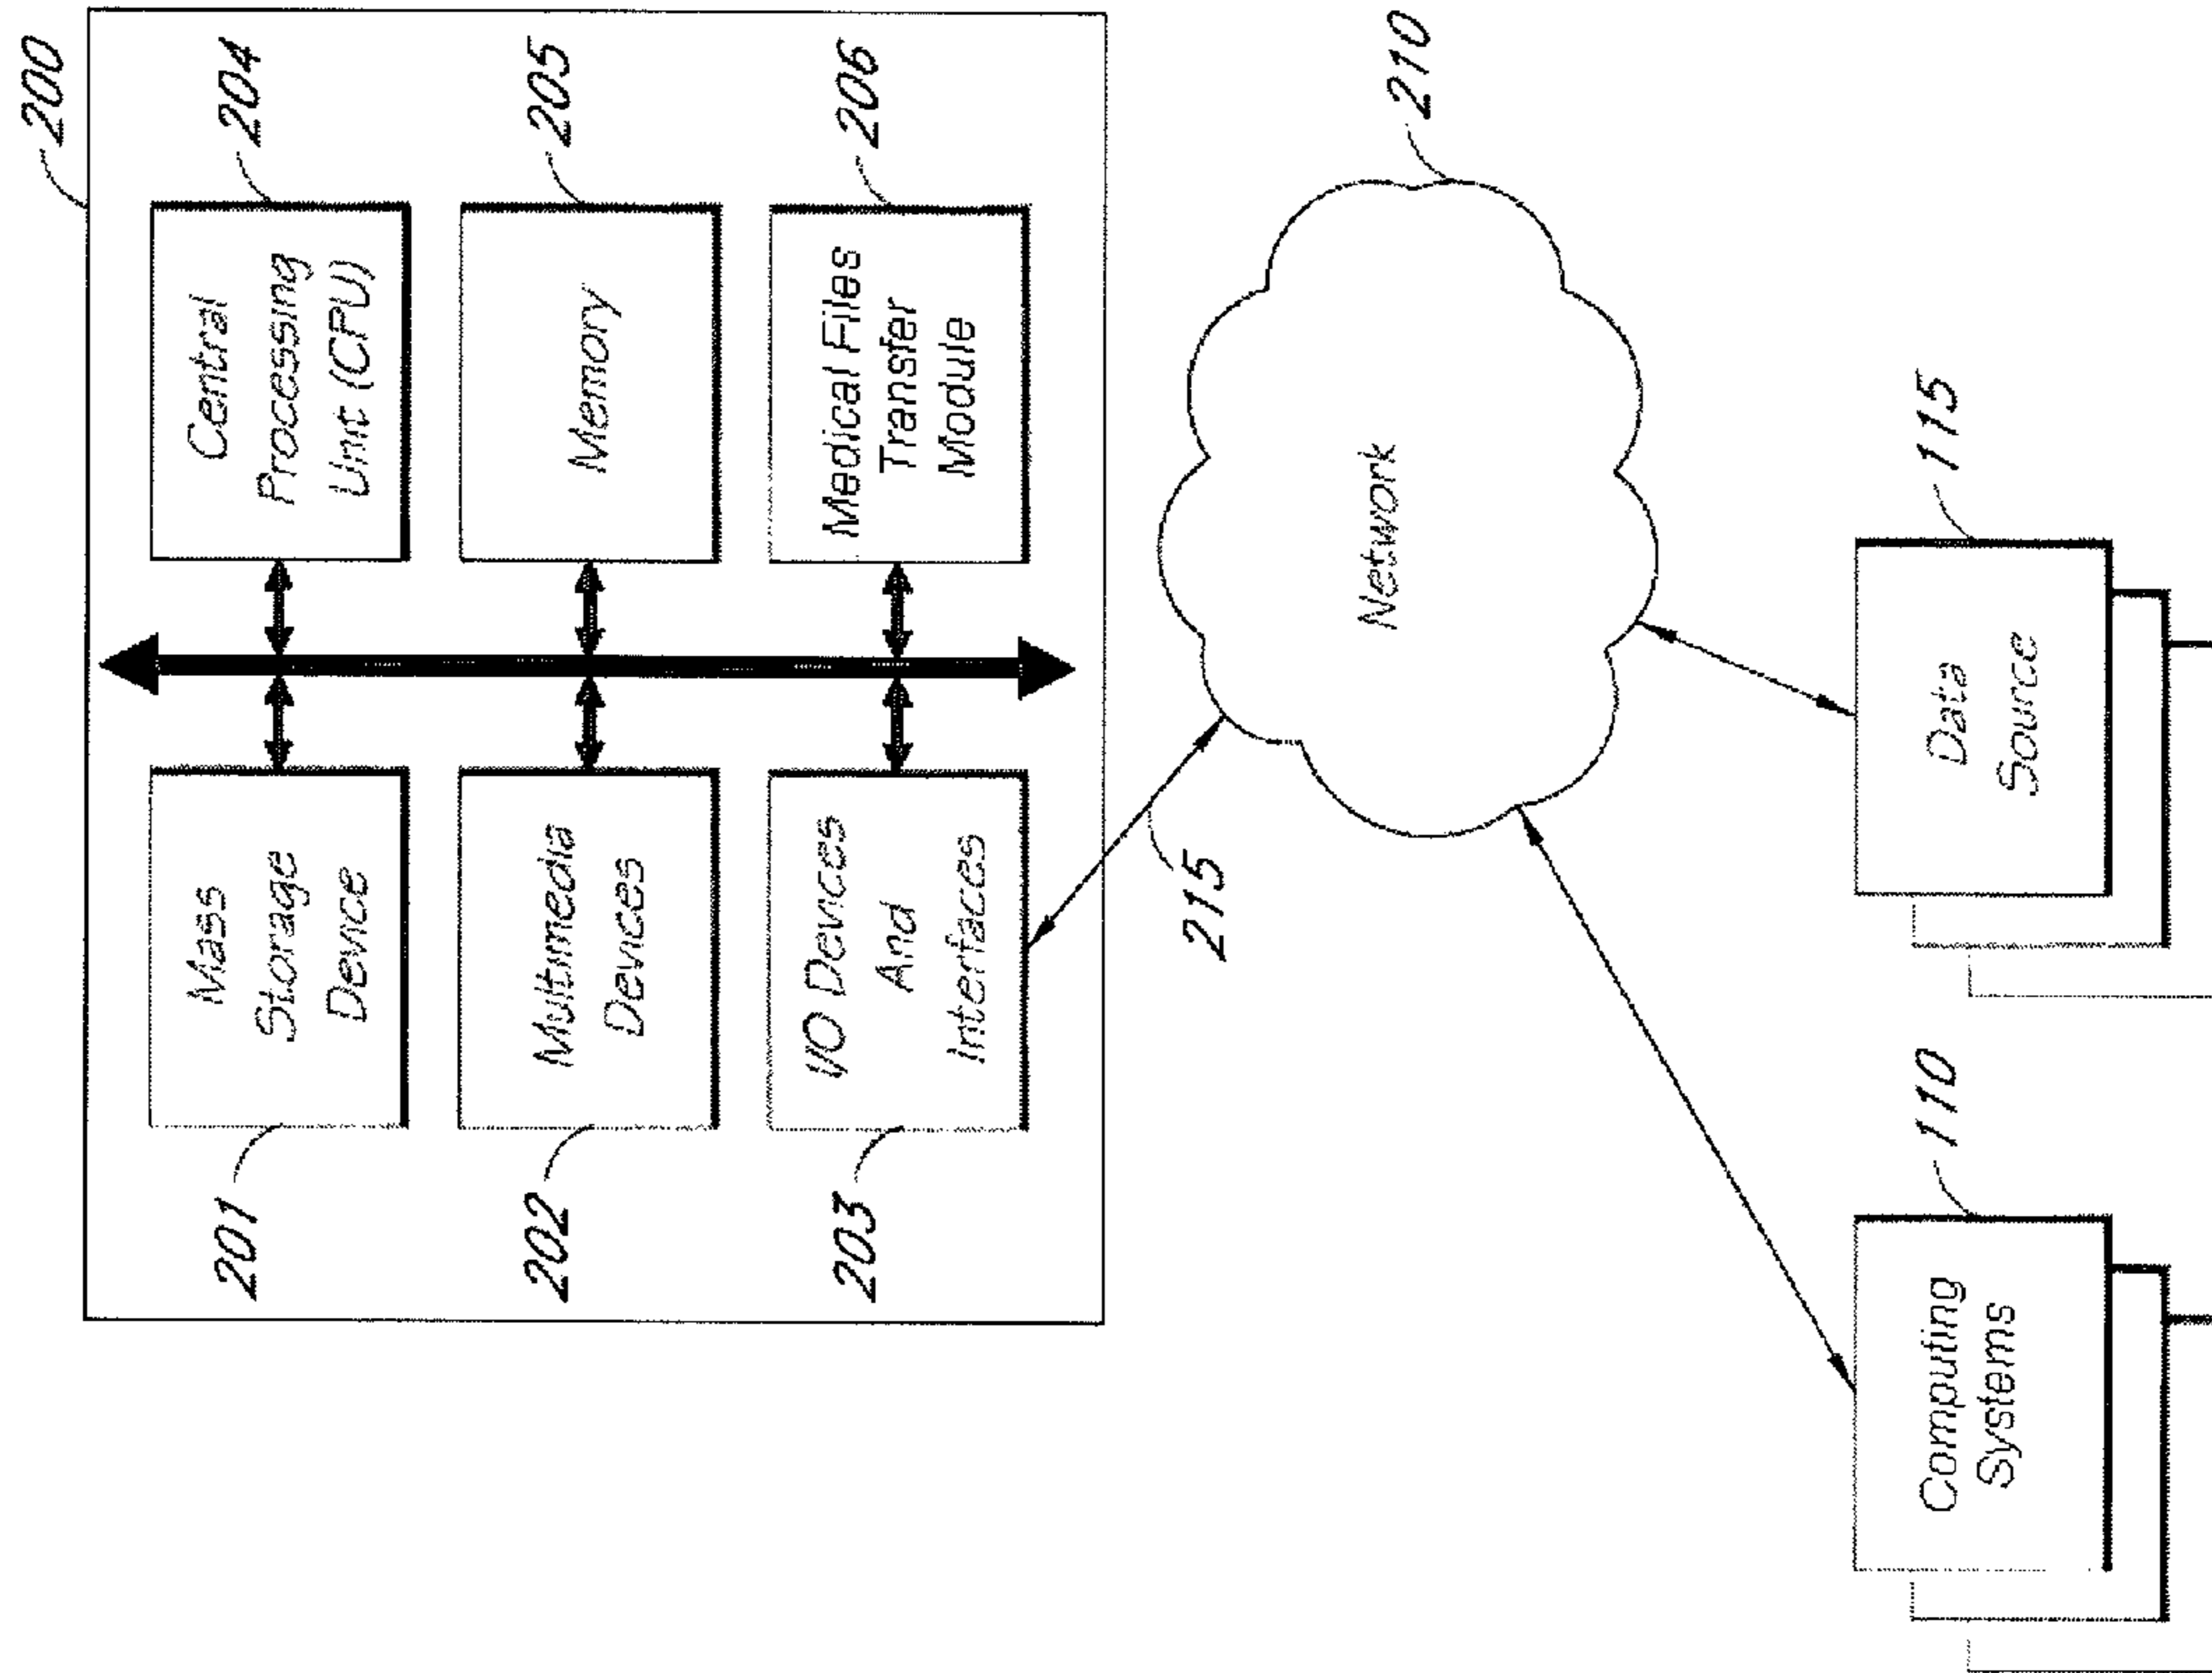 200
201
Mass
Storage
Device
Central
Processing
Unit (CPU)
204
202
Multimedia
Devices
Memory
205
203
I/O Devices
And
Interfaces
Medical Files
Transfer
Module
206
215
Network
210
Computing
Systems
110
Data
Source
115